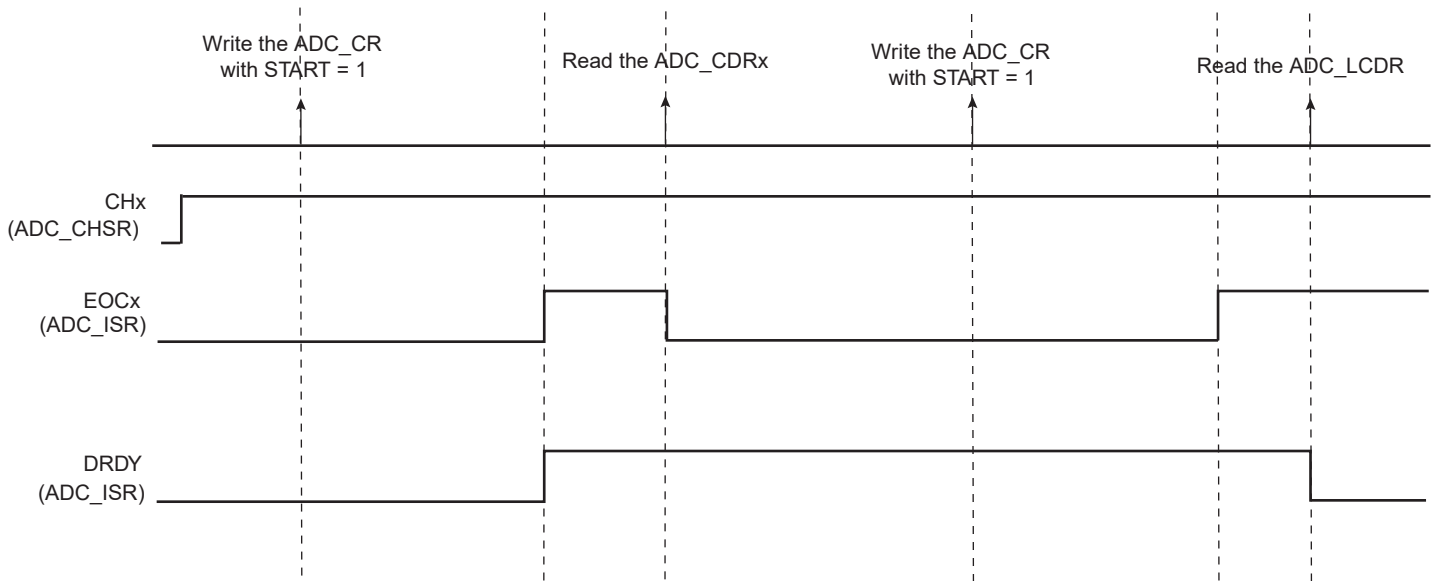 Write the ADC_CR
with START = 1
Read the ADC_CDRx
Write the ADC_CR
with START = 1
Read the ADC_LCDR
CHx
(ADC_CHSR)
EOCx
(ADC_ISR)
DRDY
(ADC_ISR)